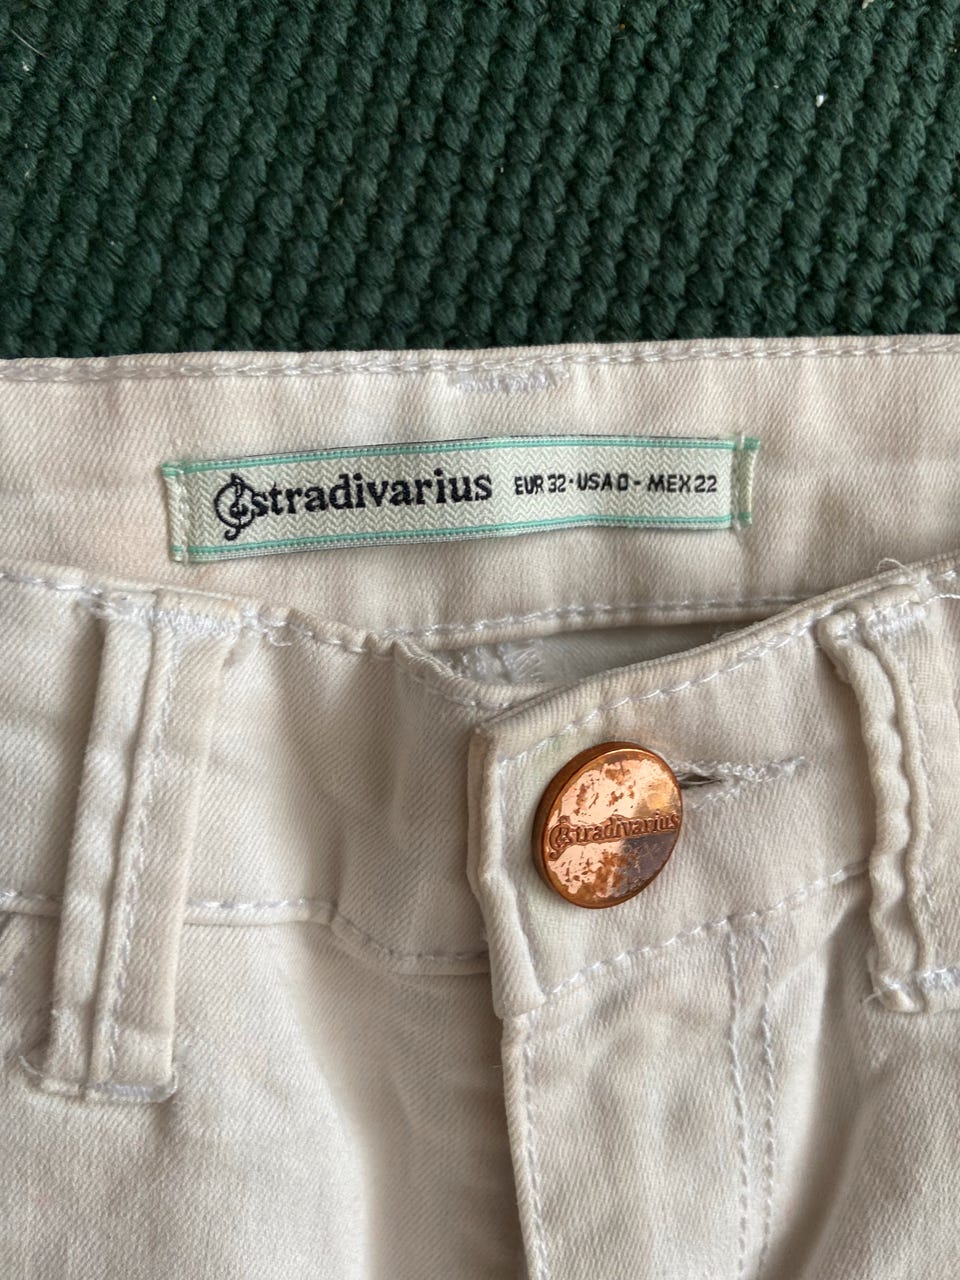 stradivarius EUR 32 · USA 0 - MEX 22
stradivarius